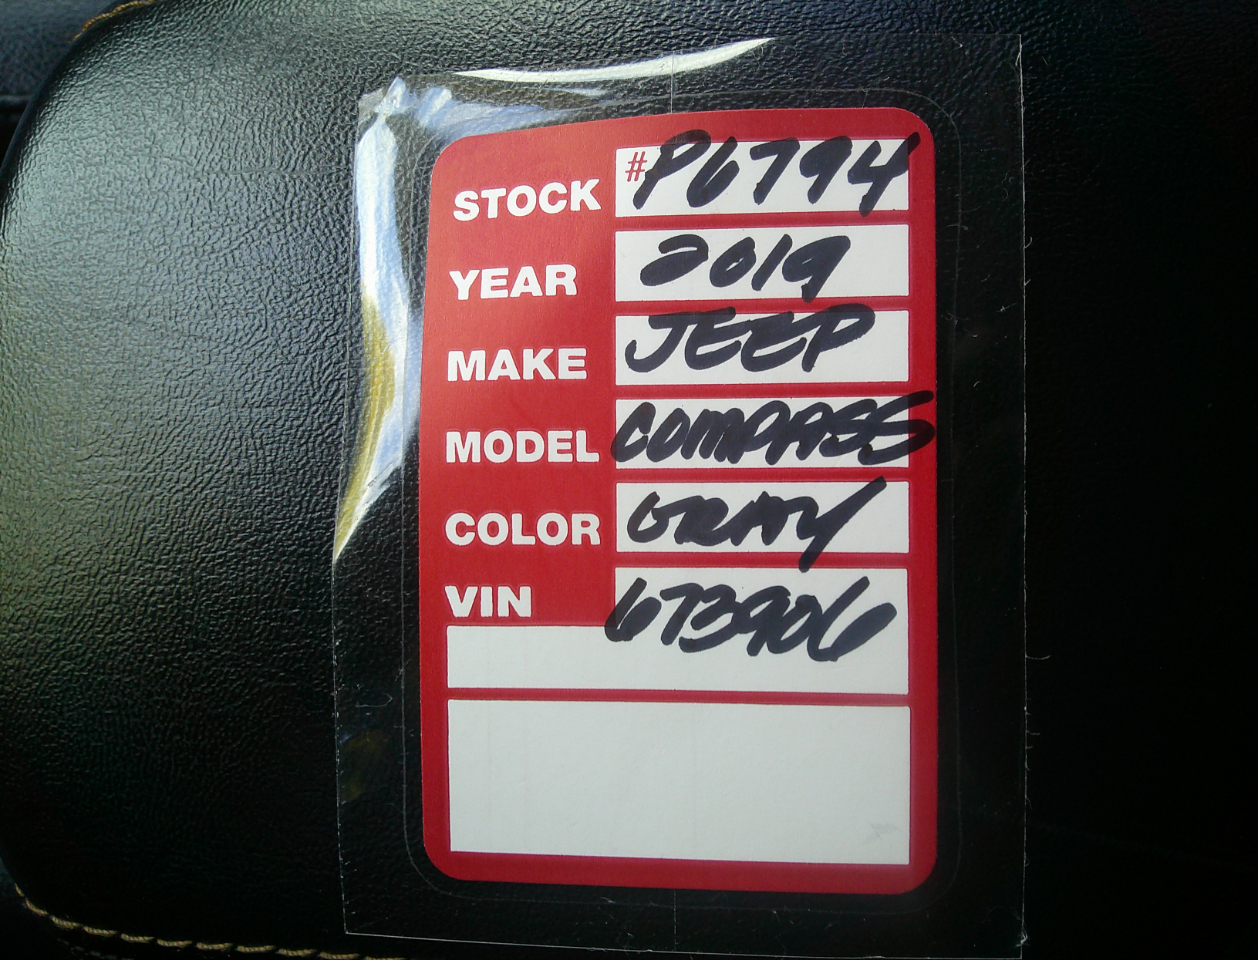 STOCK #P6794
YEAR 2019
MAKE JEEP
MODEL COMPASS
COLOR GRAY
VIN 673906